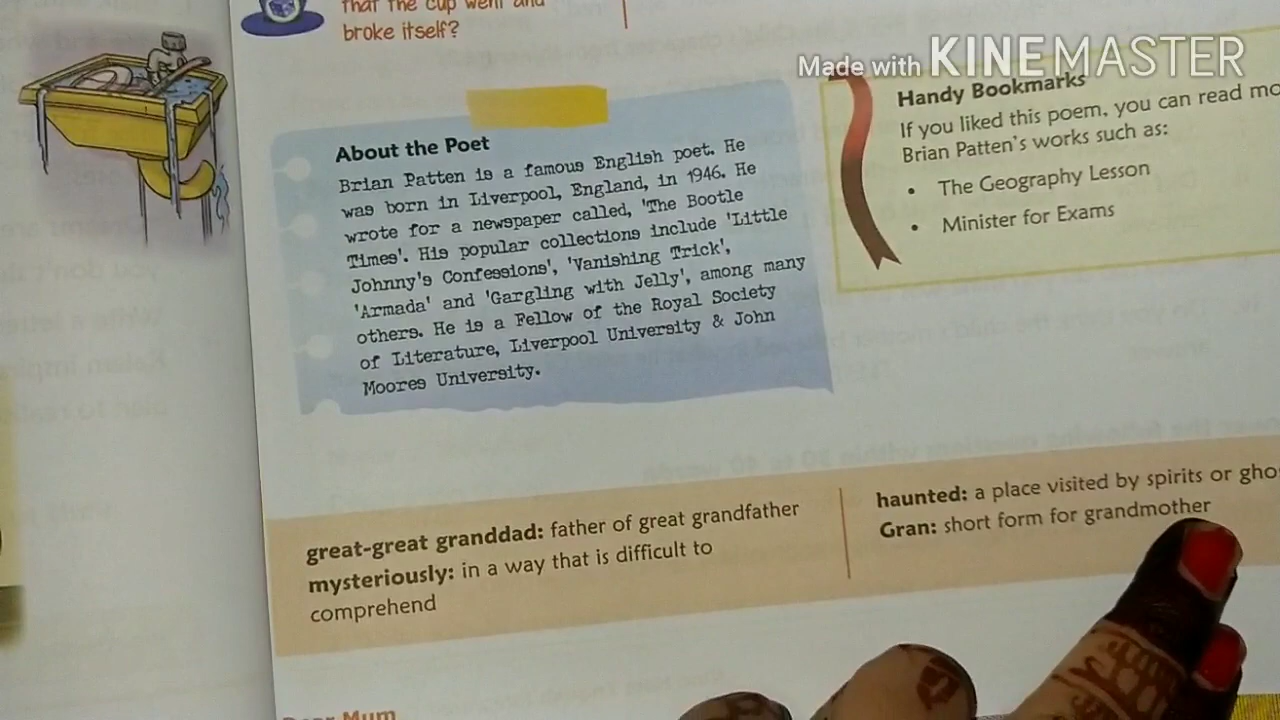 that the cup went and
broke itself?
Made with KINEMASTER
About the Poet
Brian Patten is a famous English poet. He
was born in Liverpool, England, in 1946. He
wrote for a newspaper called, 'The Bootle
Times'. His popular collections include 'Little
Johnny's Confessions', 'Vanishing Trick',
'Armada' and 'Gargling with Jelly', among many
others. He is a Fellow of the Royal Society
of Literature, Liverpool University & John
Moores University.
Handy Bookmarks
If you liked this poem, you can read mo
Brian Patten's works such as:
• The Geography Lesson
• Minister for Exams
great-great granddad: father of great grandfather
mysteriously: in a way that is difficult to
comprehend
haunted: a place visited by spirits or gho
Gran: short form for grandmother
Dear Mum